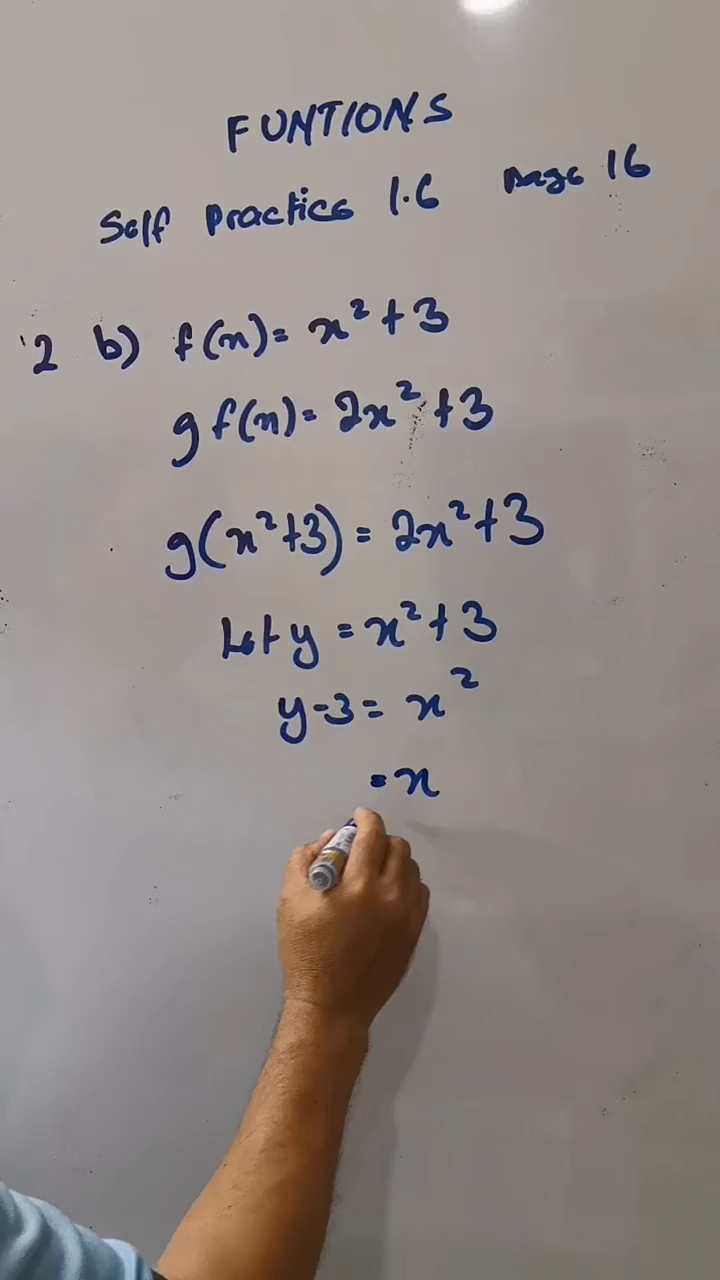 FUNTIONS
Self Practice 1.6 page 16
2 b) f(x) = x² + 3
gf(x) = 2x² + 3
g(x²+3) = 2x²+3
Let y = x² + 3
y - 3 = x²
= x